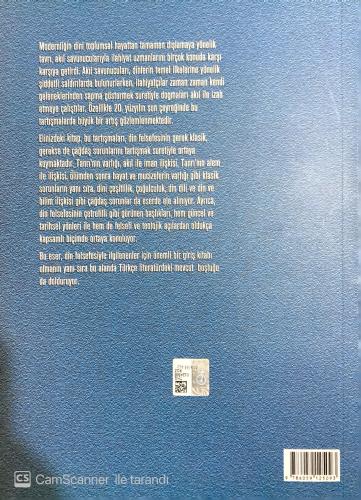 Modernliğin dini toplumsal hayattan tamamen dışlamaya yönelik
tavrı, akıl savunucularıyla ilahiyat uzmanlarını birçok konuda karşı
karşıya getirdi. Akıl savunucuları, dinlerin temel ilkelerine yönelik
şiddetli saldırılarda bulunurlarken, ilahiyatçılar zaman zaman kendi
geleneklerinden sapma göstermek suretiyle dogmaları akıl ile izah
etmeye çalıştılar. Özellikle 20. yüzyılın son çeyreğinde bu
tartışmalarda büyük bir artış gözlemlenmektedir.
Elinizdeki kitap, bu tartışmaları, din felsefesinin gerek klasik,
gerekse de çağdaş sorunlarını tartışmak suretiyle ortaya
koymaktadır. Tanrı'nın varlığı, akıl ile iman ilişkisi, Tanrı'nın alem
ile ilişkisi, ölümden sonra hayat ve mucizelerin varlığı gibi klasik
sorunların yanı sıra, dini çeşitlilik, çoğulculuk, din dili ve din ve
bilim ilişkisi gibi çağdaş sorunlar da eserde ele alınıyor. Ayrıca,
din felsefesinin çetrefilli gibi görünen başlıkları, hem güncel ve
tarihsel yönleri ile hem de felsefi ve teolojik açılardan oldukça
kapsamlı biçimde ortaya konuluyor.
Bu eser, din felsefesiyle ilgilenenler için önemli bir giriş kitabı
olmanın yanı sıra bu alanda Türkçe literatürdeki mevcut boşluğu
da dolduruyor.
CS CamScanner ile tarandı